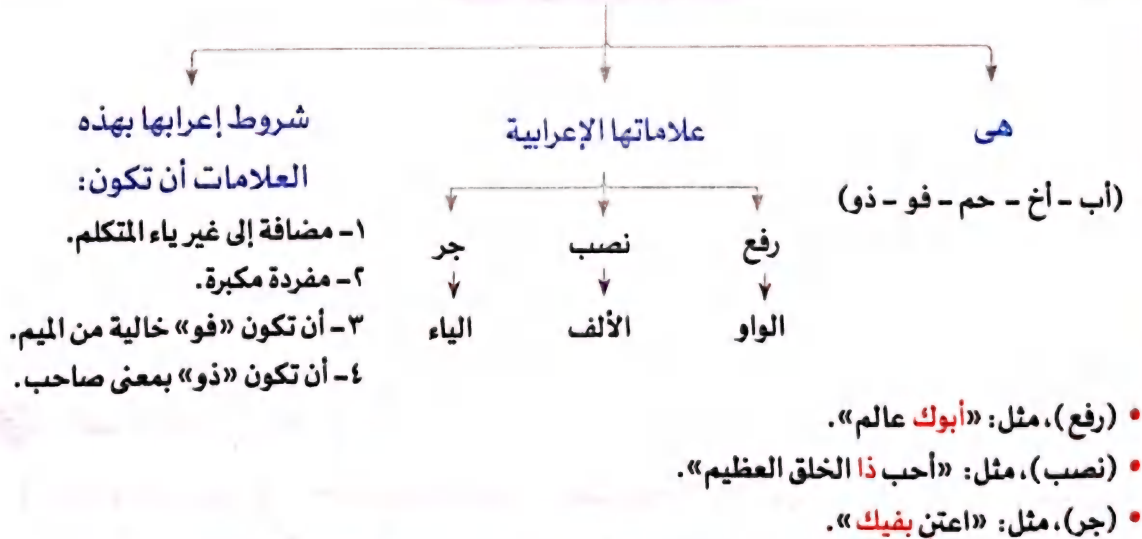 هى
(أب – أخ – حم – فو – ذو)
علاماتها الإعرابية
رفع
نصب
جر
الواو
الألف
الياء
شروط إعرابها بهذه
العلامات أن تكون:
١- مضافة إلى غير ياء المتكلم.
٢- مفردة مكبرة.
٣- أن تكون «فو» خالية من الميم.
٤- أن تكون «ذو» بمعنى صاحب.
• (رفع)، مثل: «أبوك عالم».
• (نصب)، مثل: «أحب ذا الخلق العظيم».
• (جر)، مثل: «اعتن بفيك».